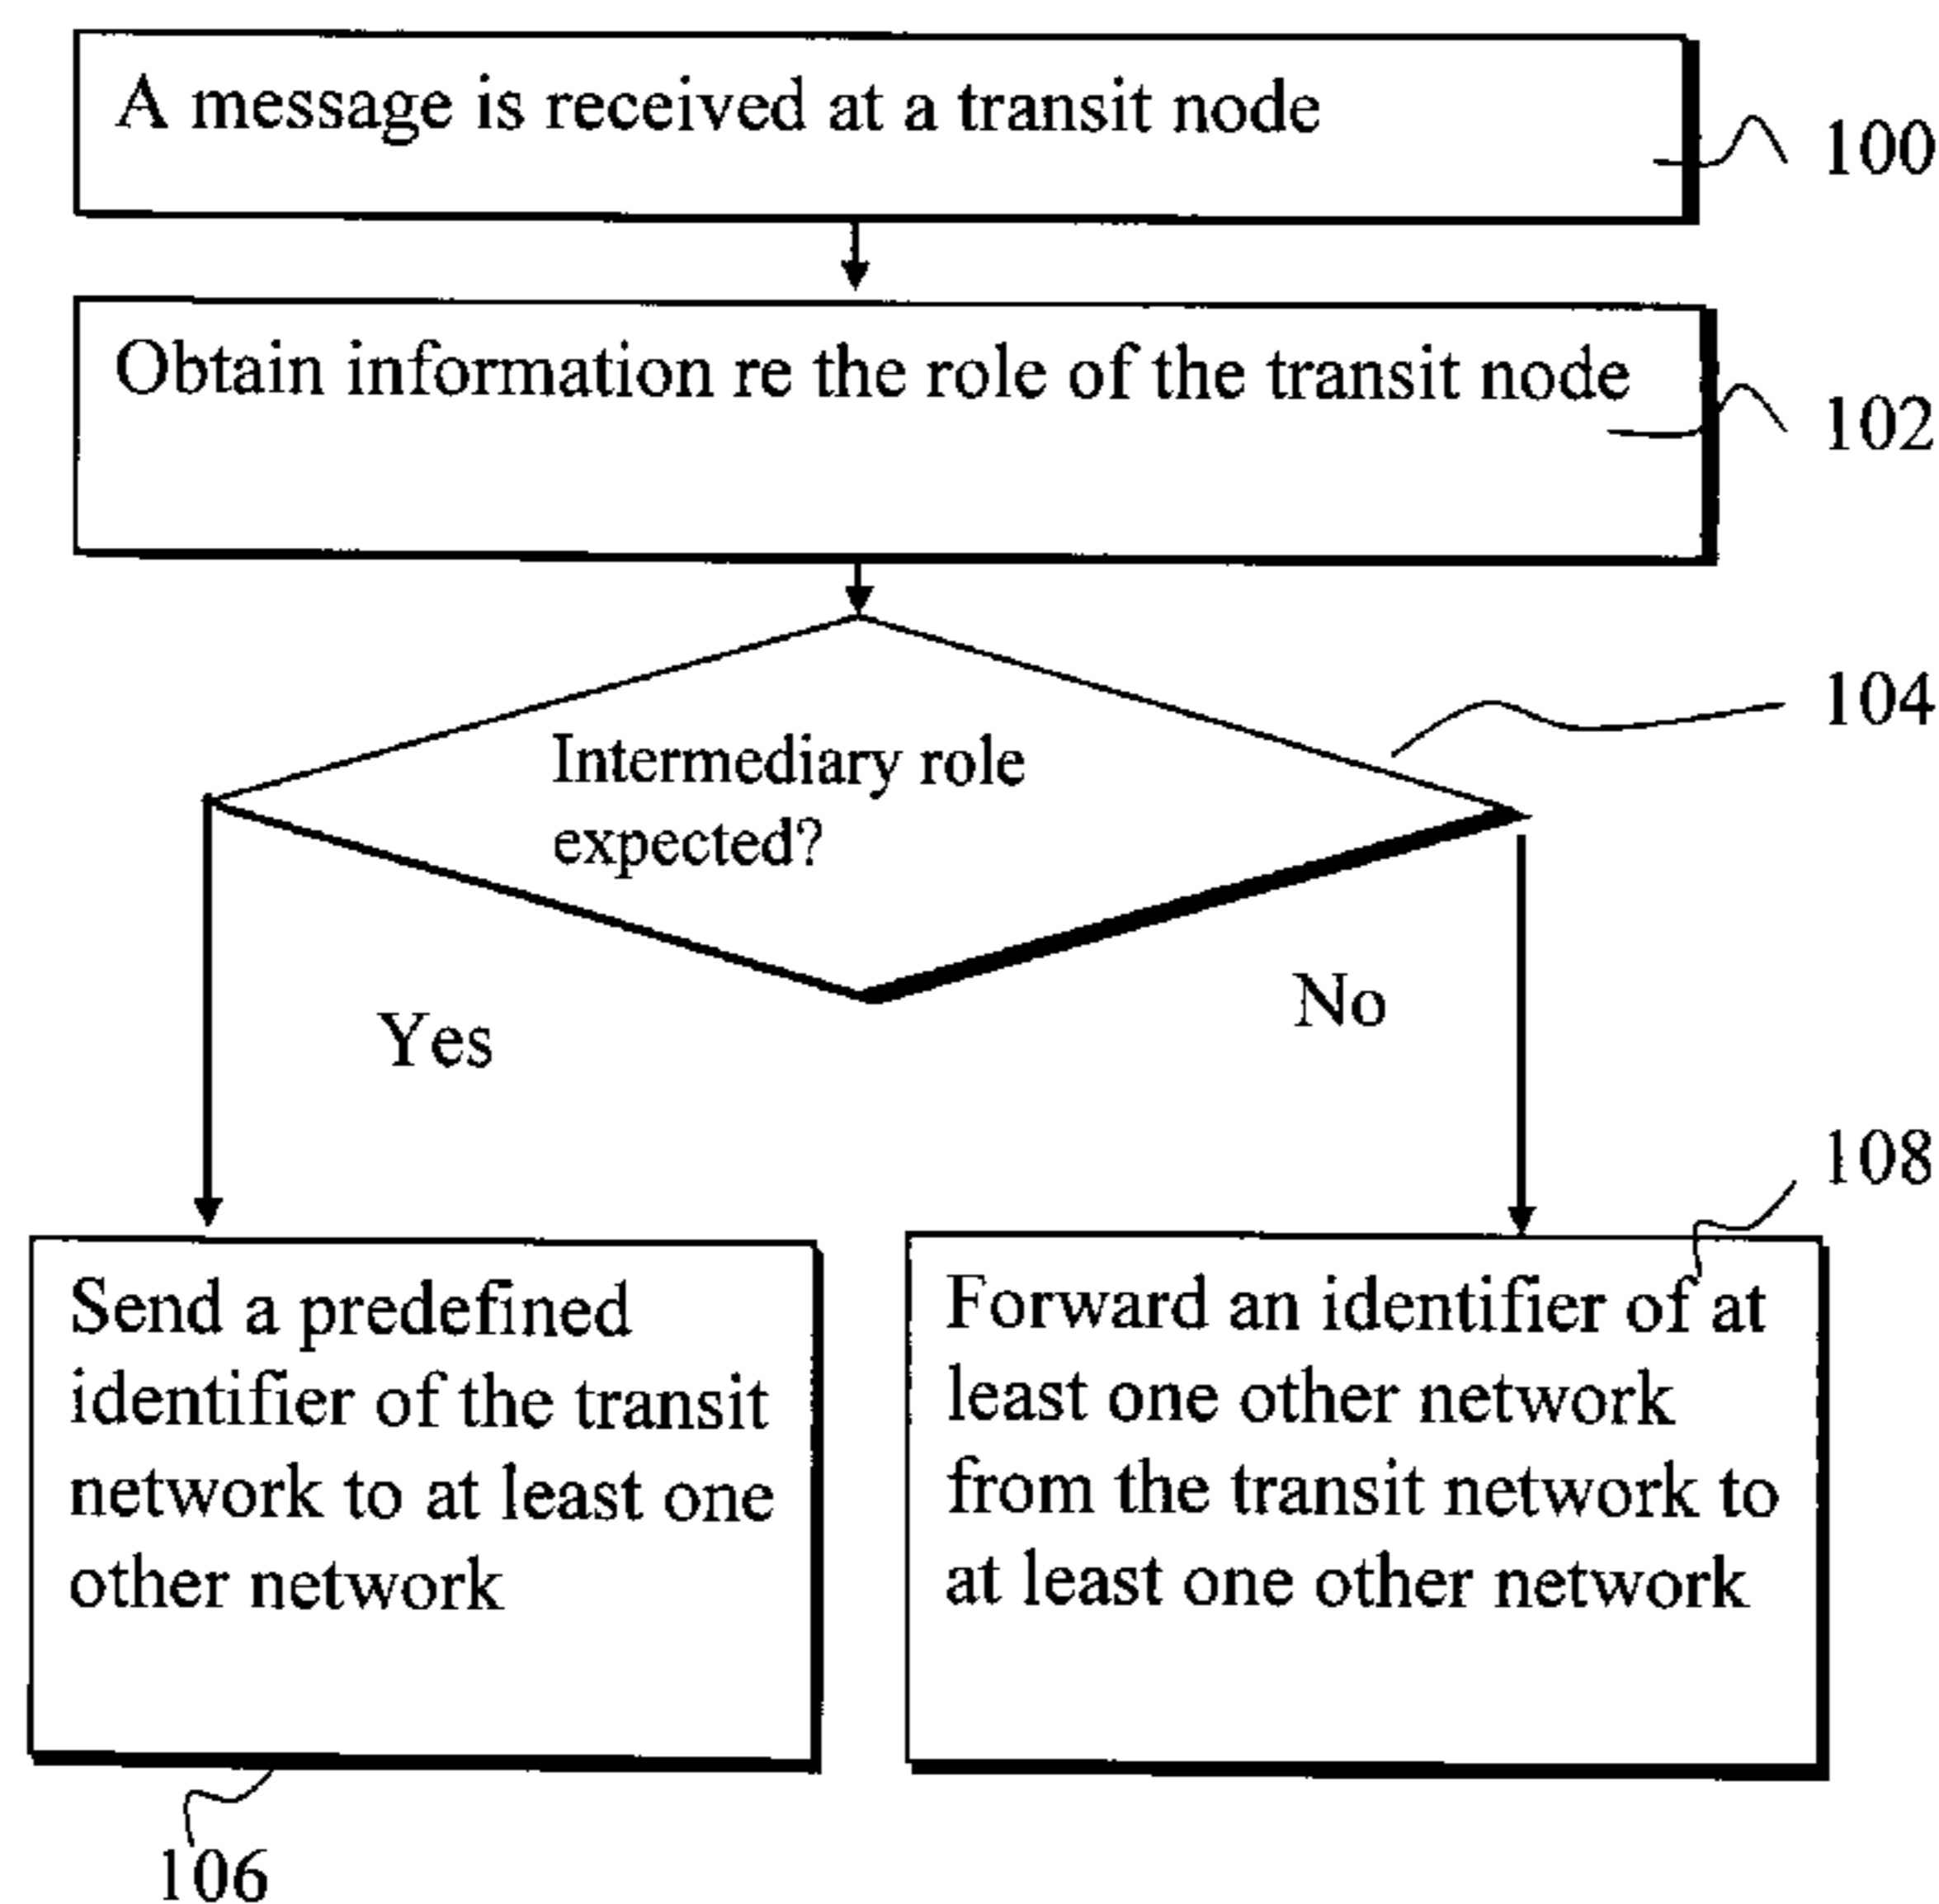 A message is received at a transit node
100
Obtain information re the role of the transit node
102
104
Intermediary role
expected?
Yes
No
108
Send a predefined
identifier of the transit
network to at least one
other network
Forward an identifier of at
least one other network
from the transit network to
at least one other network
106